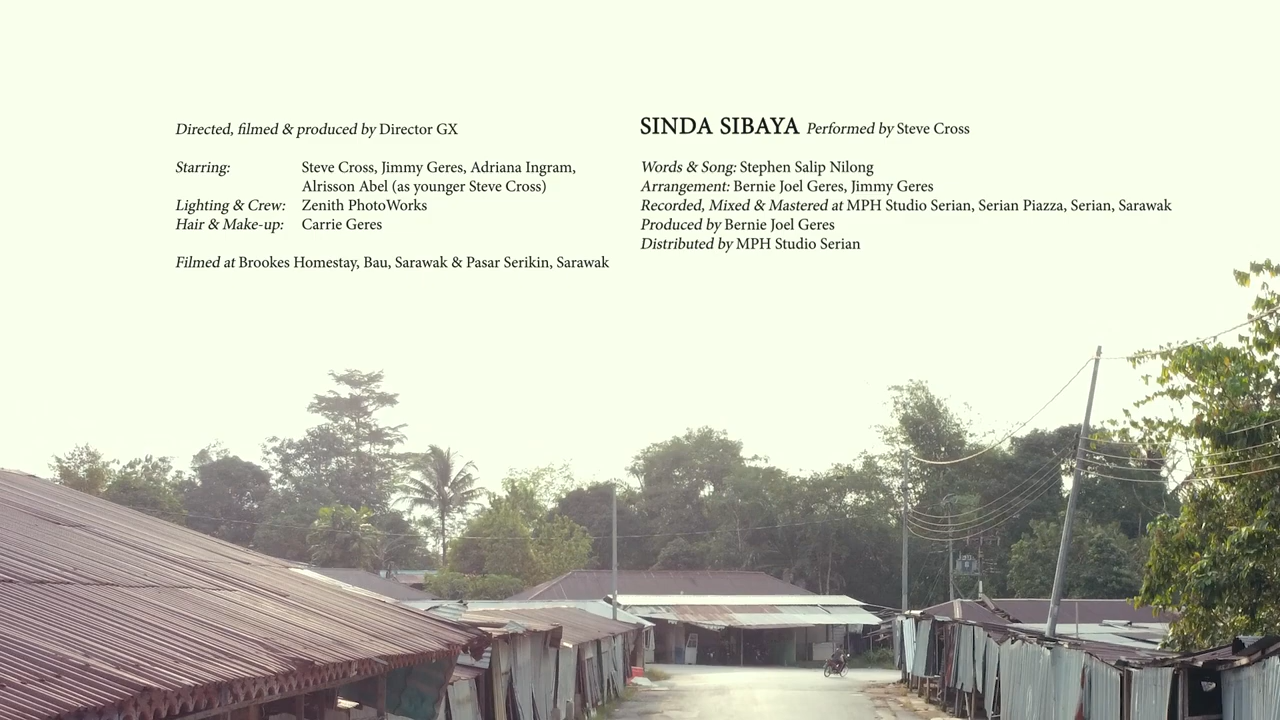 Directed, filmed & produced by Director GX
Starring: Steve Cross, Jimmy Geres, Adriana Ingram,
Alrisson Abel (as younger Steve Cross)
Lighting & Crew: Zenith PhotoWorks
Hair & Make-up: Carrie Geres
Filmed at Brookes Homestay, Bau, Sarawak & Pasar Serikin, Sarawak
SINDA SIBAYA Performed by Steve Cross
Words & Song: Stephen Salip Nilong
Arrangement: Bernie Joel Geres, Jimmy Geres
Recorded, Mixed & Mastered at MPH Studio Serian, Serian Piazza, Serian, Sarawak
Produced by Bernie Joel Geres
Distributed by MPH Studio Serian